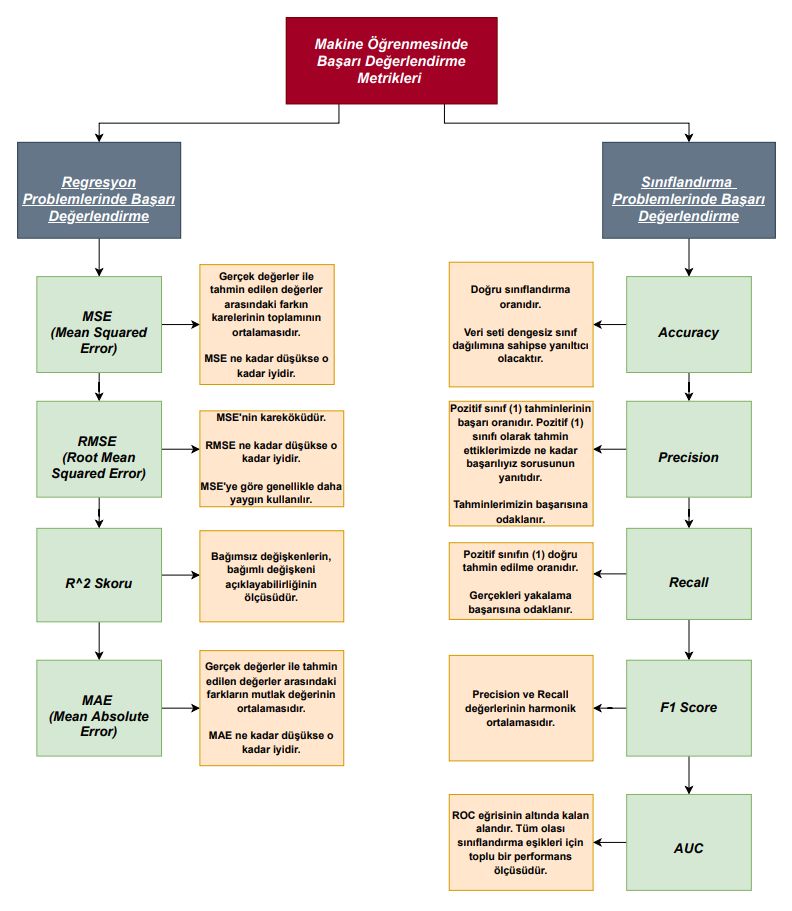 Makine Öğrenmesinde
Başarı Değerlendirme
Metrikleri
Regresyon
Problemlerinde Başarı
Değerlendirme
MSE
(Mean Squared
Error)
Gerçek değerler ile
tahmin edilen değerler
arasındaki farkın
karelerinin toplamının
ortalamasıdır.
MSE ne kadar düşükse o
kadar iyidir.
RMSE
(Root Mean
Squared Error)
MSE'nin kareköküdür.
RMSE ne kadar düşükse o
kadar iyidir.
MSE'ye göre genellikle daha
yaygın kullanılır.
R^2 Skoru
Bağımsız değişkenlerin,
bağımlı değişkeni
açıklayabilirliğinin
ölçüsüdür.
MAE
(Mean Absolute
Error)
Gerçek değerler ile tahmin
edilen değerler arasındaki
farkların mutlak değerinin
ortalamasıdır.
MAE ne kadar düşükse o
kadar iyidir.
Sınıflandırma
Problemlerinde Başarı
Değerlendirme
Accuracy
Doğru sınıflandırma
oranıdır.
Veri seti dengesiz sınıf
dağılımına sahipse yanıltıcı
olacaktır.
Precision
Pozitif sınıf (1) tahminlerinin
başarı oranıdır. Pozitif (1)
sınıfı olarak tahmin
ettiklerimizde ne kadar
başarılıyız sorusunun
yanıtıdır.
Tahminlerimizin başarısına
odaklanır.
Recall
Pozitif sınıfın (1) doğru
tahmin edilme oranıdır.
Gerçekleri yakalama
başarısına odaklanır.
F1 Score
Precision ve Recall
değerlerinin harmonik
ortalamasıdır.
AUC
ROC eğrisinin altında kalan
alandır. Tüm olası
sınıflandırma eşikleri için
toplu bir performans
ölçüsüdür.